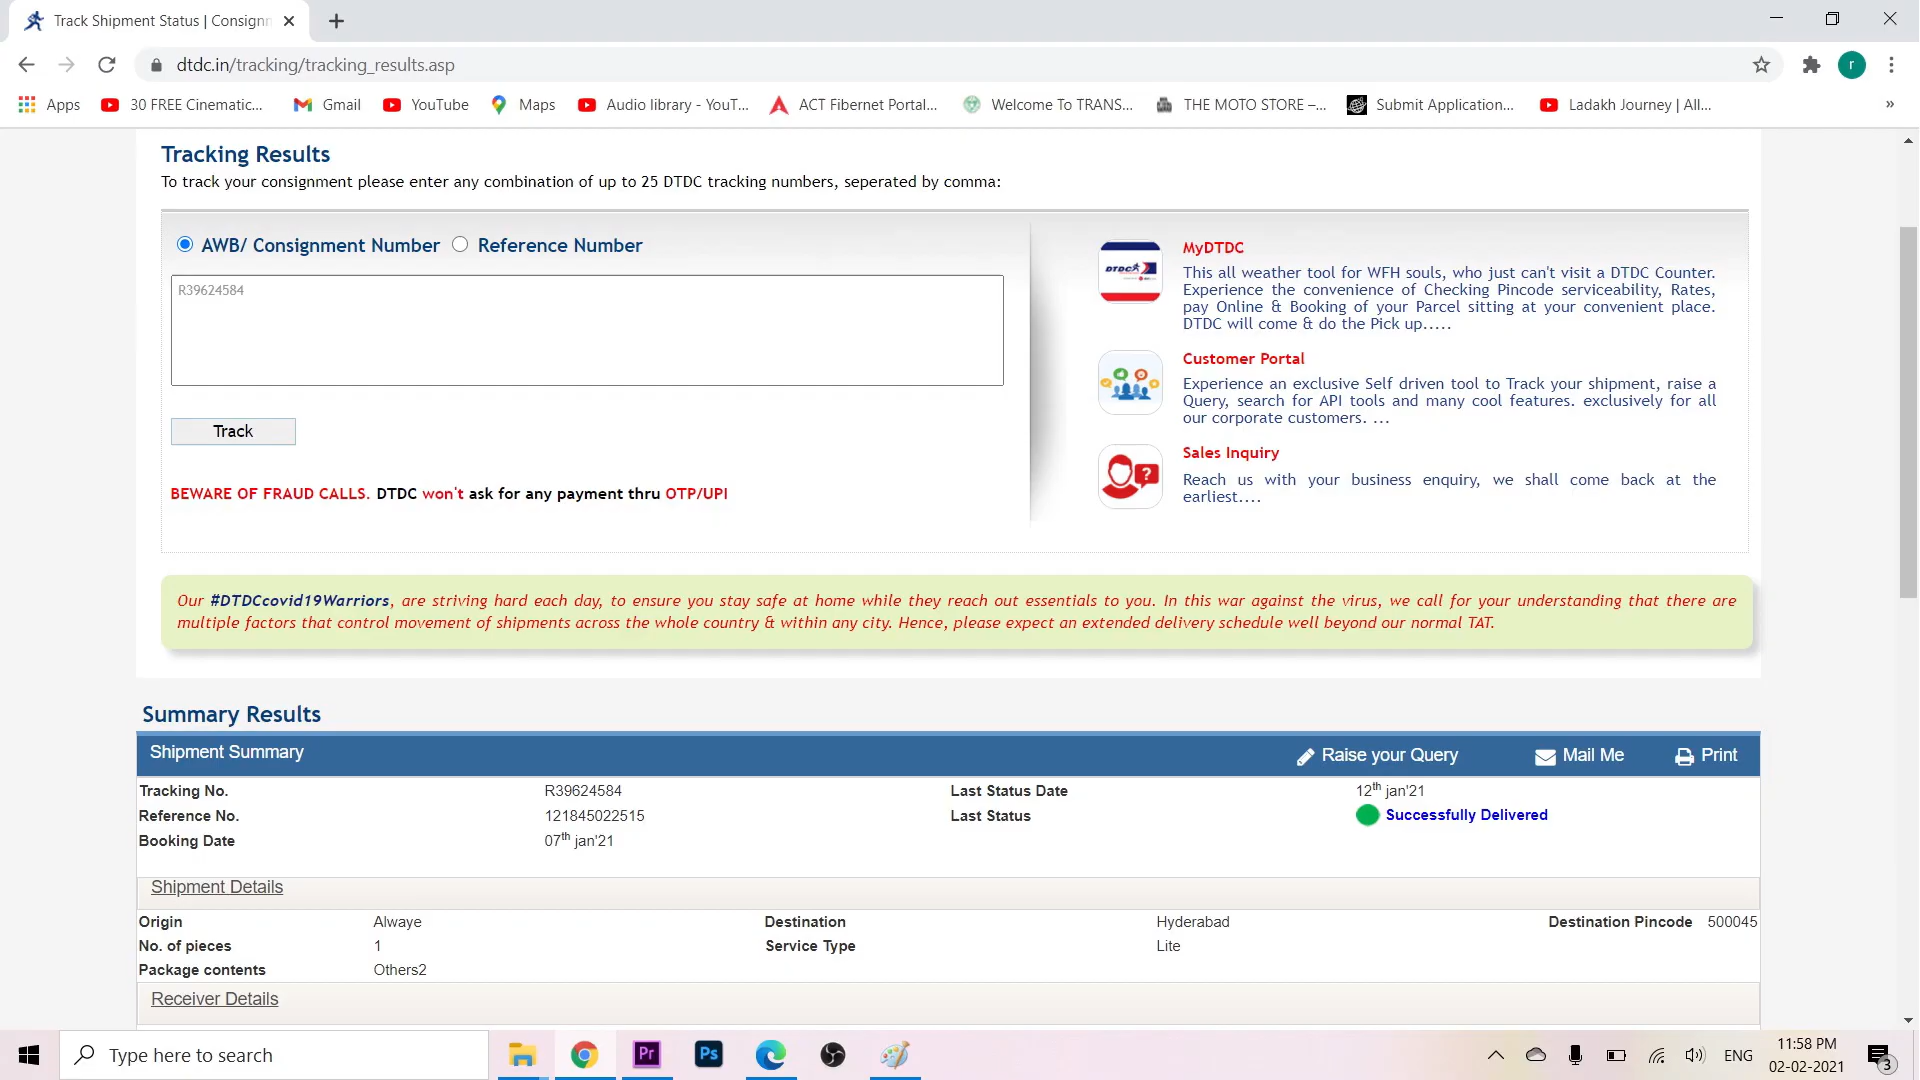 Track Shipment Status | Consignm
dtdc.in/tracking/tracking_results.asp
r
Apps 30 FREE Cinematic... Gmail YouTube Maps Audio library - YouT... ACT Fibernet Portal... Welcome To TRANS... THE MOTO STORE –... Submit Application... Ladakh Journey | All... »
Tracking Results
To track your consignment please enter any combination of up to 25 DTDC tracking numbers, seperated by comma:
AWB/ Consignment Number Reference Number
R39624584
Track
BEWARE OF FRAUD CALLS. DTDC won't ask for any payment thru OTP/UPI
DTDC
MyDTDC
This all weather tool for WFH souls, who just can't visit a DTDC Counter.
Experience the convenience of Checking Pincode serviceability, Rates,
pay Online & Booking of your Parcel sitting at your convenient place.
DTDC will come & do the Pick up.....
Customer Portal
Experience an exclusive Self driven tool to Track your shipment, raise a
Query, search for API tools and many cool features. exclusively for all
our corporate customers. ...
Sales Inquiry
Reach us with your business enquiry, we shall come back at the
earliest....
Our #DTDCcovid19Warriors, are striving hard each day, to ensure you stay safe at home while they reach out essentials to you. In this war against the virus, we call for your understanding that there are
multiple factors that control movement of shipments across the whole country & within any city. Hence, please expect an extended delivery schedule well beyond our normal TAT.
Summary Results
Shipment Summary Raise your Query Mail Me Print
Tracking No. R39624584 Last Status Date 12th jan'21
Reference No. 121845022515 Last Status Successfully Delivered
Booking Date 07th jan'21
Shipment Details
Origin Alwaye Destination Hyderabad Destination Pincode 500045
No. of pieces 1 Service Type Lite
Package contents Others2
Receiver Details
Type here to search Pr Ps ENG 11:58 PM
02-02-2021 3